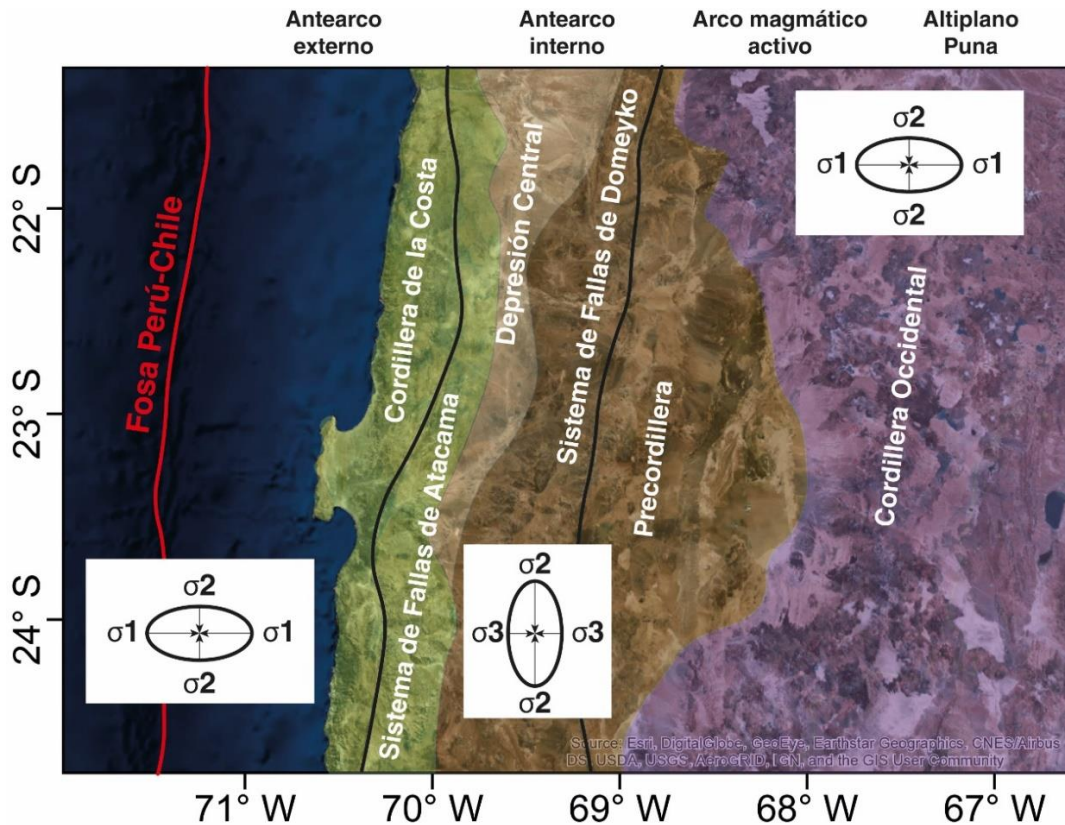 Antearco
externo
Antearco
interno
Arco magmático
activo
Altiplano
Puna
22° S
23° S
24° S
Fosa Perú-Chile
Cordillera de la Costa
Sistema de Fallas de Atacama
Depresión Central
Sistema de Fallas de Domeyko
Precordillera
Cordillera Occidental
σ2
σ1 σ1
σ2
σ2
σ1 σ1
σ2
σ2
σ3 σ3
σ2
Source: Esri, DigitalGlobe, GeoEye, Earthstar Geographics, CNES/Airbus
DS, USDA, USGS, AeroGRID, IGN, and the GIS User Community
71° W
70° W
69° W
68° W
67° W